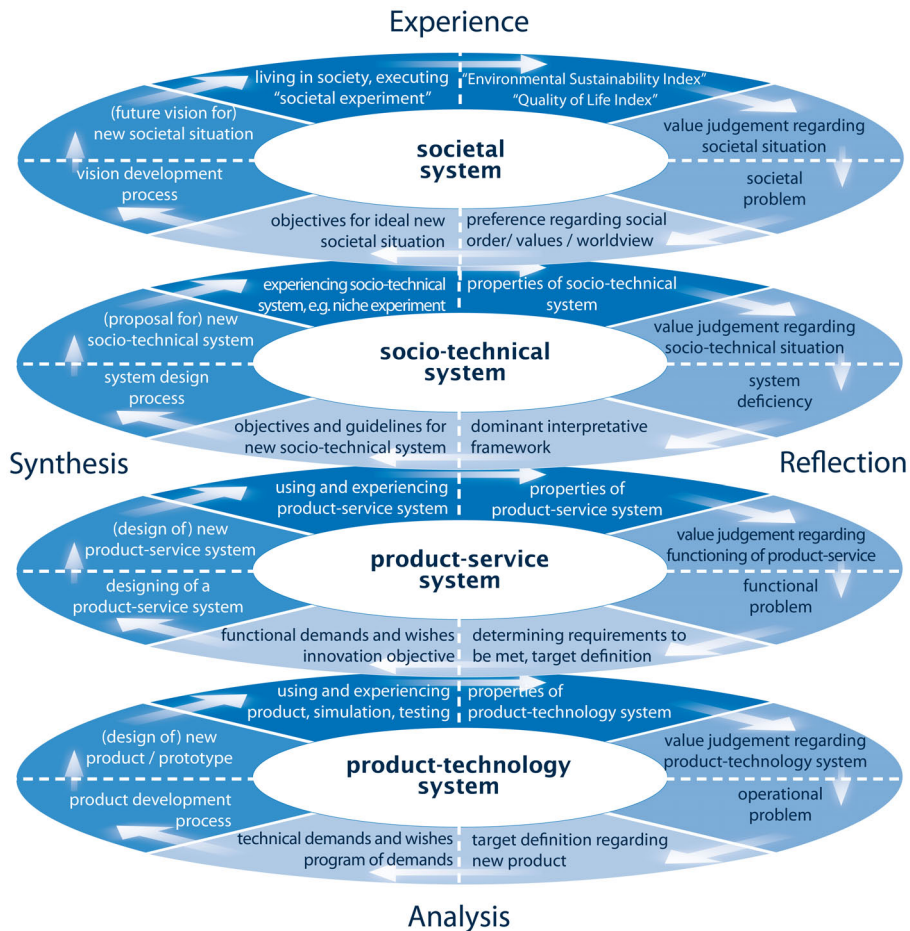 Experience
living in society, executing
"societal experiment"
"Environmental Sustainability Index"
"Quality of Life Index"
(future vision for)
new societal situation
value judgement regarding
societal situation
societal
system
vision development
process
societal
problem
objectives for ideal new
societal situation
preference regarding social
order/ values / worldview
experiencing socio-technical
system, e.g. niche experiment
properties of socio-technical
system
(proposal for) new
socio-technical system
value judgement regarding
socio-technical situation
socio-technical
system
system design
process
system
deficiency
objectives and guidelines for
new socio-technical system
dominant interpretative
framework
Synthesis
Reflection
using and experiencing
product-service system
properties of
product-service system
(design of) new
product-service system
value judgement regarding
functioning of product-service
product-service
system
designing of a
product-service system
functional
problem
functional demands and wishes
innovation objective
determining requirements to
be met, target definition
using and experiencing
product, simulation, testing
properties of
product-technology system
(design of) new
product / prototype
value judgement regarding
product-technology system
product-technology
system
product development
process
operational
problem
technical demands and wishes
program of demands
target definition regarding
new product
Analysis